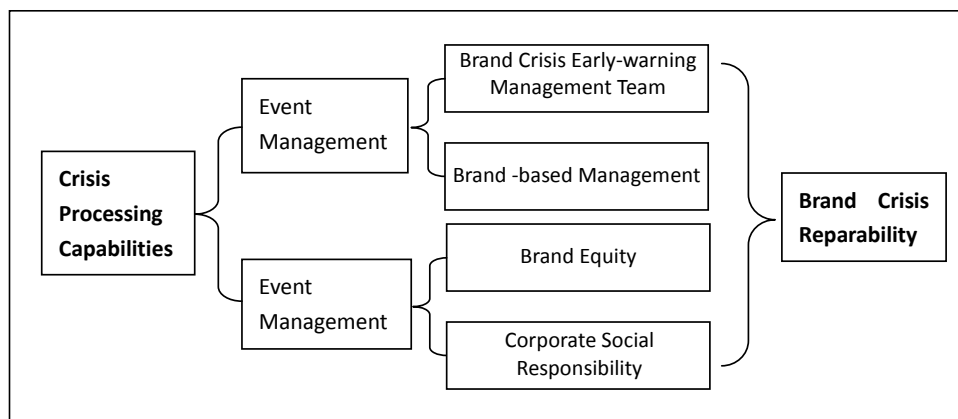 Crisis
Processing
Capabilities
Event
Management
Event
Management
Brand Crisis Early-warning
Management Team
Brand -based Management
Brand Equity
Corporate Social
Responsibility
Brand Crisis
Reparability